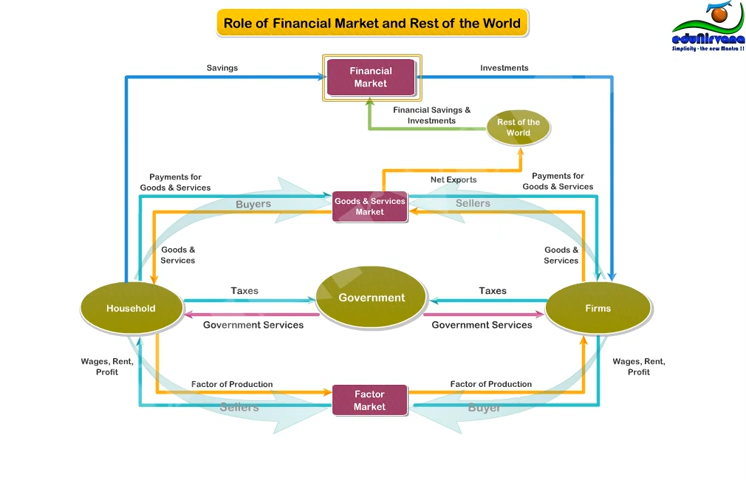 Role of Financial Market and Rest of the World
eduNirvana
Simplicity - the new Mantra !!
Savings
Financial
Market
Investments
Financial Savings &
Investments
Rest of the
World
Payments for
Goods & Services
Net Exports
Payments for
Goods & Services
Buyers
Goods & Services
Market
Sellers
Goods &
Services
Goods &
Services
Household
Taxes
Government
Taxes
Firms
Government Services
Government Services
Wages, Rent,
Profit
Factor of Production
Factor
Market
Factor of Production
Wages, Rent,
Profit
Sellers
Buyer